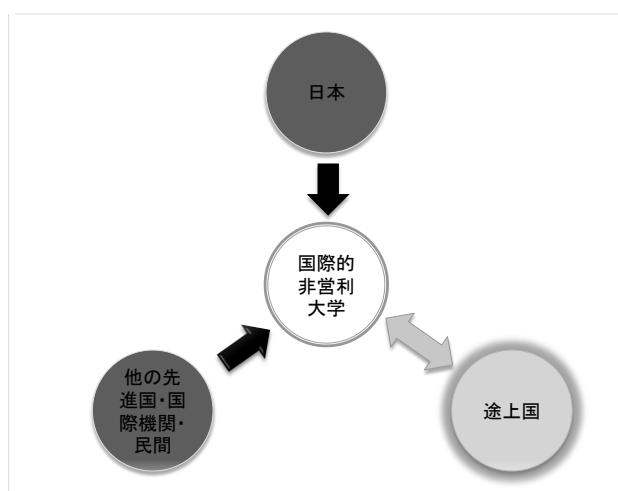 日本
国際的
非営利
大学
他の先
進国・国
際機関・
民間
途上国